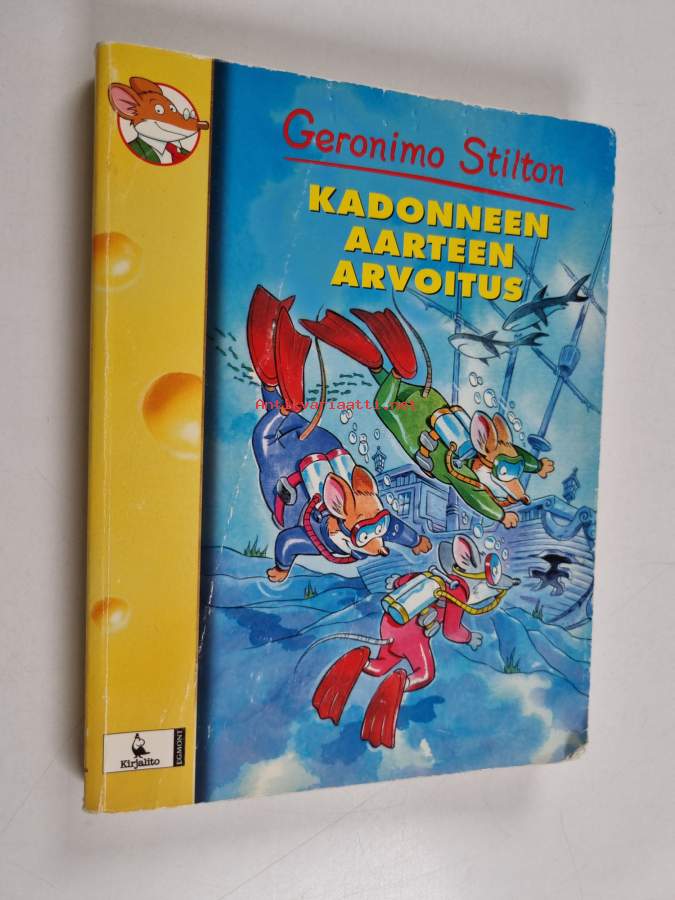 Geronimo Stilton
KADONNEEN
AARTEEN
ARVOITUS
Antikvariaatti.net
Kirjalito
EGMONT